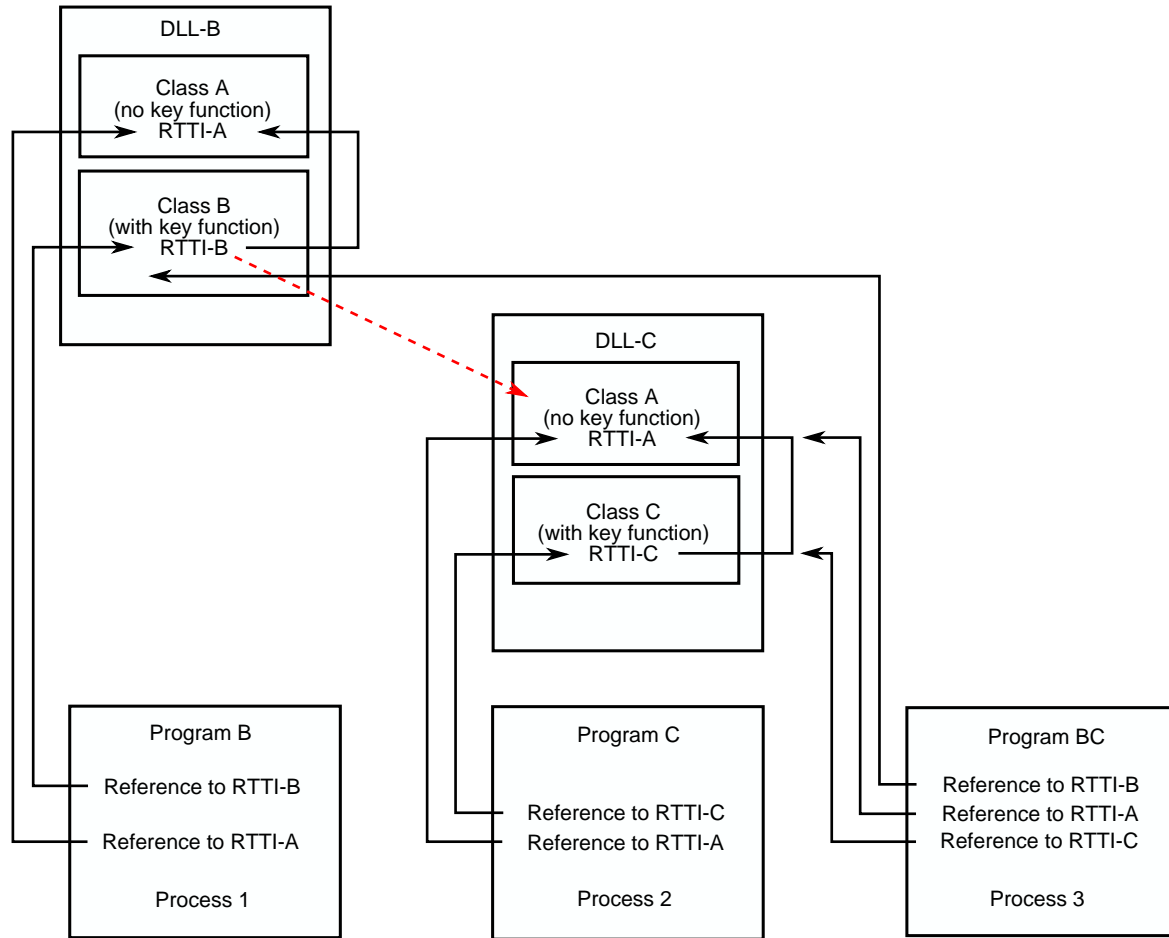 DLL-B
Class A
(no key function)
RTTI-A
Class B
(with key function)
RTTI-B
DLL-C
Class A
(no key function)
RTTI-A
Class C
(with key function)
RTTI-C
Program B
Reference to RTTI-B
Reference to RTTI-A
Process 1
Program C
Reference to RTTI-C
Reference to RTTI-A
Process 2
Program BC
Reference to RTTI-B
Reference to RTTI-A
Reference to RTTI-C
Process 3